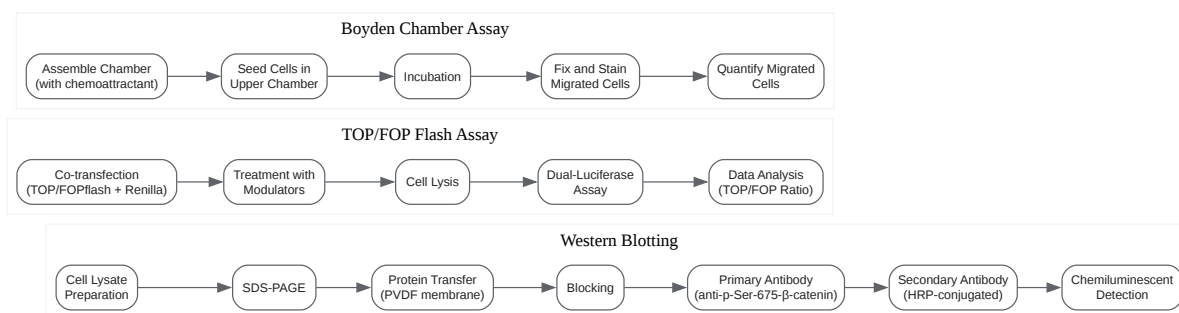 Boyden Chamber Assay
Assemble Chamber
(with chemoattractant)
Seed Cells in
Upper Chamber
Incubation
Fix and Stain
Migrated Cells
Quantify Migrated
Cells
TOP/FOP Flash Assay
Co-transfection
(TOP/FOPflash + Renilla)
Treatment with
Modulators
Cell Lysis
Dual-Luciferase
Assay
Data Analysis
(TOP/FOP Ratio)
Western Blotting
Cell Lysate
Preparation
SDS-PAGE
Protein Transfer
(PVDF membrane)
Blocking
Primary Antibody
(anti-p-Ser-675-β-catenin)
Secondary Antibody
(HRP-conjugated)
Chemiluminescent
Detection